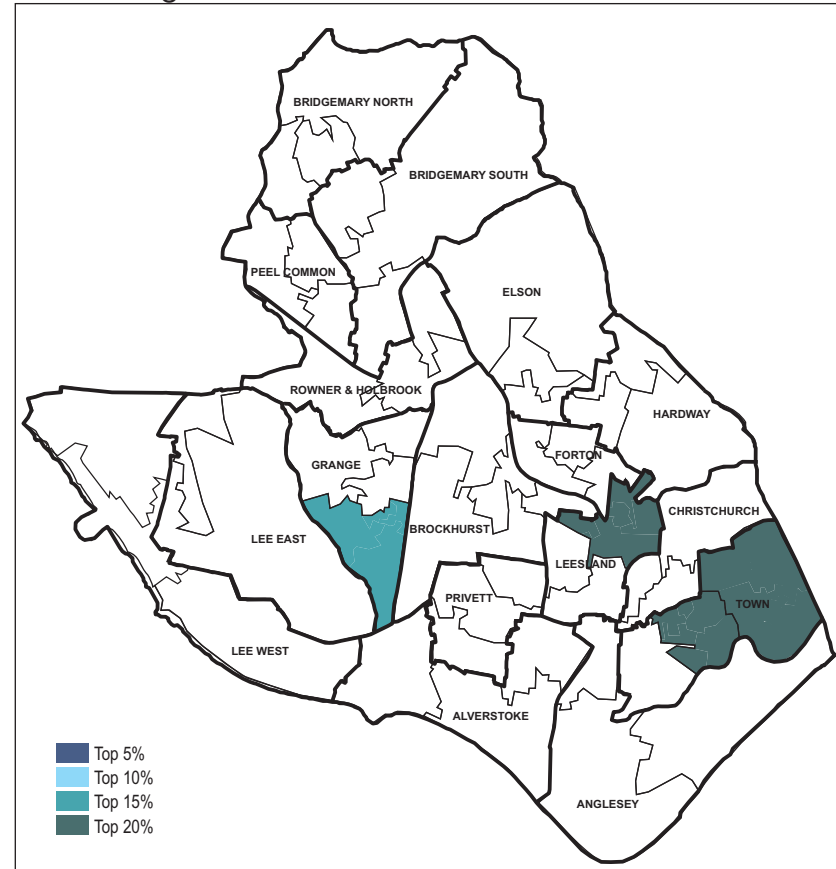 BRIDGEMARY NORTH
BRIDGEMARY SOUTH
PEEL COMMON
ELSON
ROWNER & HOLBROOK
HARDWAY
GRANGE
FORTON
CHRISTCHURCH
BROCKHURST
LEE EAST
LEESLAND
PRIVETT
TOWN
LEE WEST
ALVERSTOKE
ANGLESEY
Top 5%
Top 10%
Top 15%
Top 20%